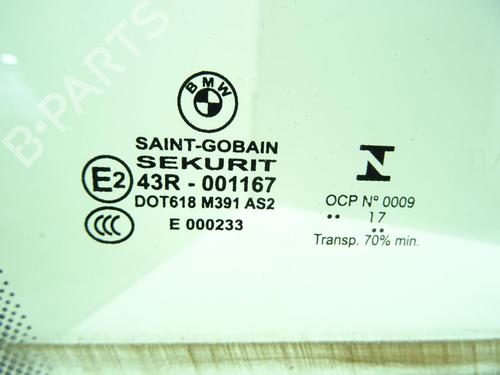 B-PARTS
BMW
SAINT-GOBAIN
SEKURIT
E2
43R - 001167
DOT618 M391 AS2
CCC
E 000233
N
OCP Nº 0009
.. 17 ..
Transp. 70% min.